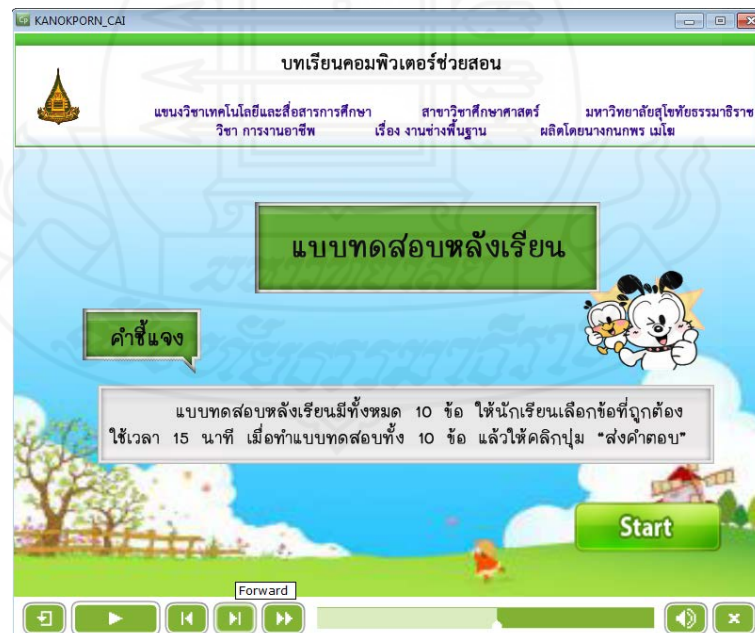 KANOKPORN_CAI
บทเรียนคอมพิวเตอร์ช่วยสอน
แขนงวิชาเทคโนโลยีและสื่อสารการศึกษา สาขาวิชาศึกษาศาสตร์ มหาวิทยาลัยสุโขทัยธรรมาธิราช
วิชา การงานอาชีพ เรื่อง งานช่างพื้นฐาน ผลิตโดยนางกนกพร เมโฆ
แบบทดสอบหลังเรียน
คำชี้แจง
แบบทดสอบหลังเรียนมีทั้งหมด 10 ข้อ ให้นักเรียนเลือกข้อที่ถูกต้อง
ใช้เวลา 15 นาที เมื่อทำแบบทดสอบทั้ง 10 ข้อ แล้วให้คลิกปุ่ม "ส่งคำตอบ"
Start
Forward